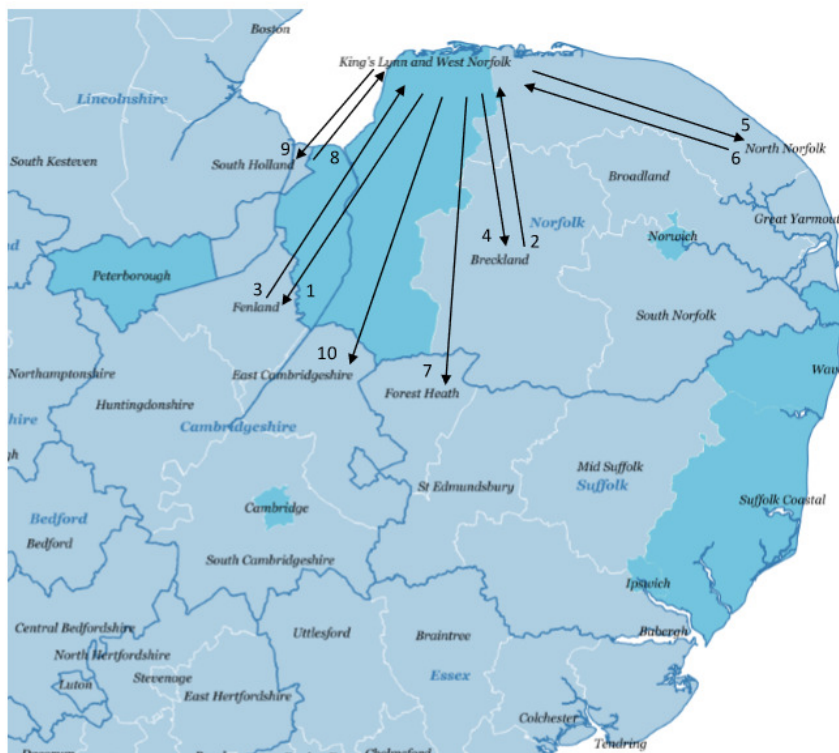 Boston
King's Lynn and West Norfolk
Lincolnshire
5
9
8
6
North Norfolk
South Kesteven
South Holland
Broadland
Great Yarmout
Norfolk
4
2
Norwich
Breckland
Peterborough
3
1
Fenland
South Norfolk
10
7
Northamptonshire
East Cambridgeshire
Wav
Forest Heath
Huntingdonshire
shire
Cambridgeshire
Mid Suffolk
St Edmundsbury
Suffolk
Suffolk Coastal
Cambridge
Bedford
Bedford
South Cambridgeshire
Ipswich
Central Bedfordshire
Uttlesford
Braintree
Babergh
North Hertfordshire
Stevenage
Essex
Luton
East Hertfordshire
Colchester
Tendring